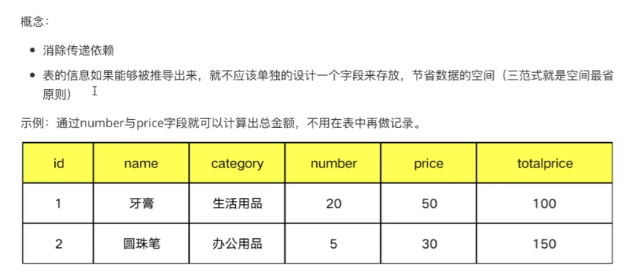 概念：
消除传递依赖
表的信息如果能够被推导出来，就不应该单独的设计一个字段来存放，节省数据的空间（三范式就是空间最省
原则）
示例：通过number与price字段就可以计算出总金额，不用在表中再做记录。
id name category number price totalprice
1 牙膏 生活用品 20 50 100
2 圆珠笔 办公用品 5 30 150